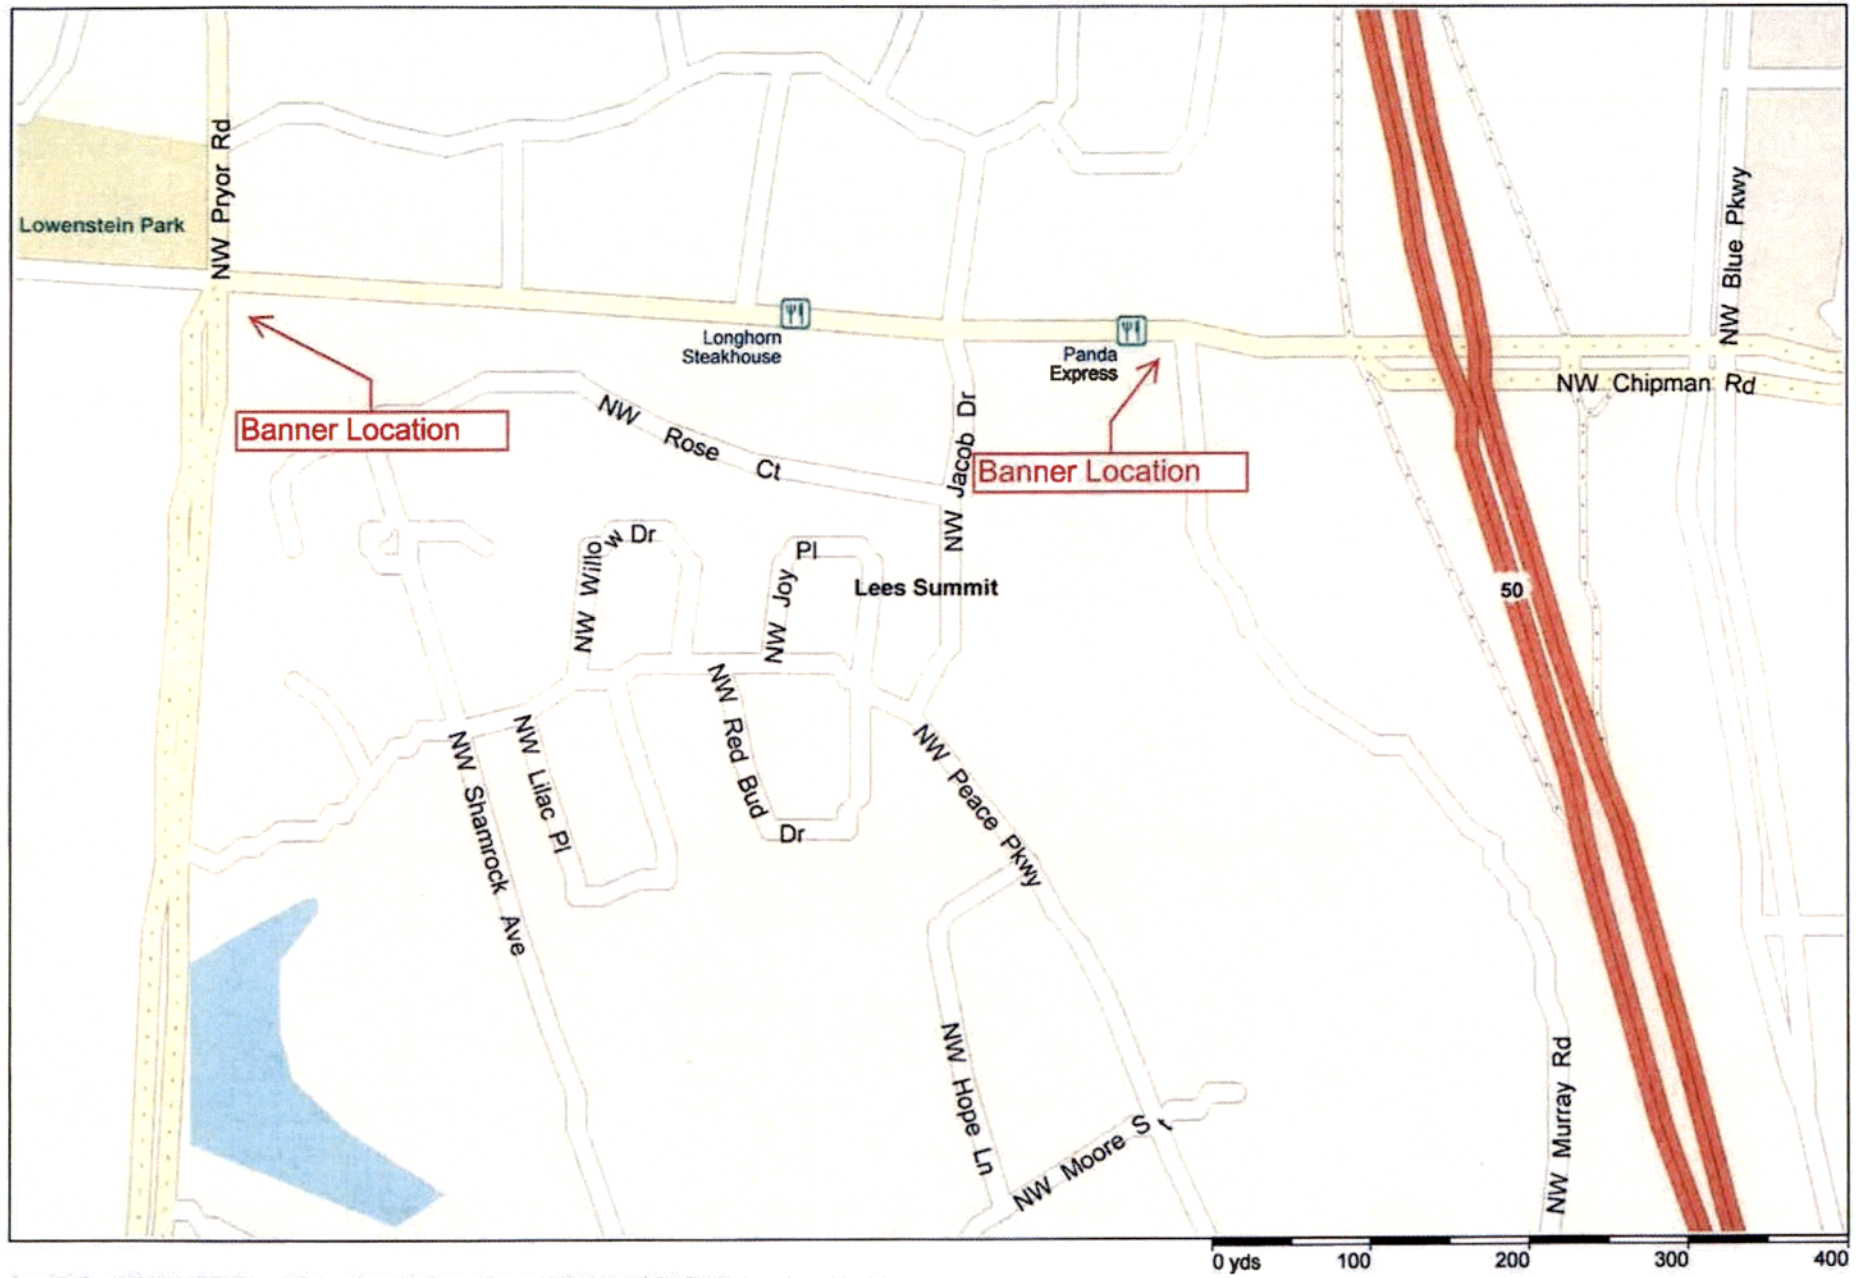 NW Pryor Rd
Lowenstein Park
NW Blue Pkwy
Longhorn
Steakhouse
Panda
Express
NW Chipman Rd
Banner Location
NW Rose Ct
NW Jacob Dr
Banner Location
NW Willow Dr
NW Joy Pl
Lees Summit
50
NW Red Bud Dr
NW Lilac Pl
NW Shamrock Ave
NW Peace Pkwy
NW Hope Ln
NW Moore St
NW Murray Rd
0 yds 100 200 300 400